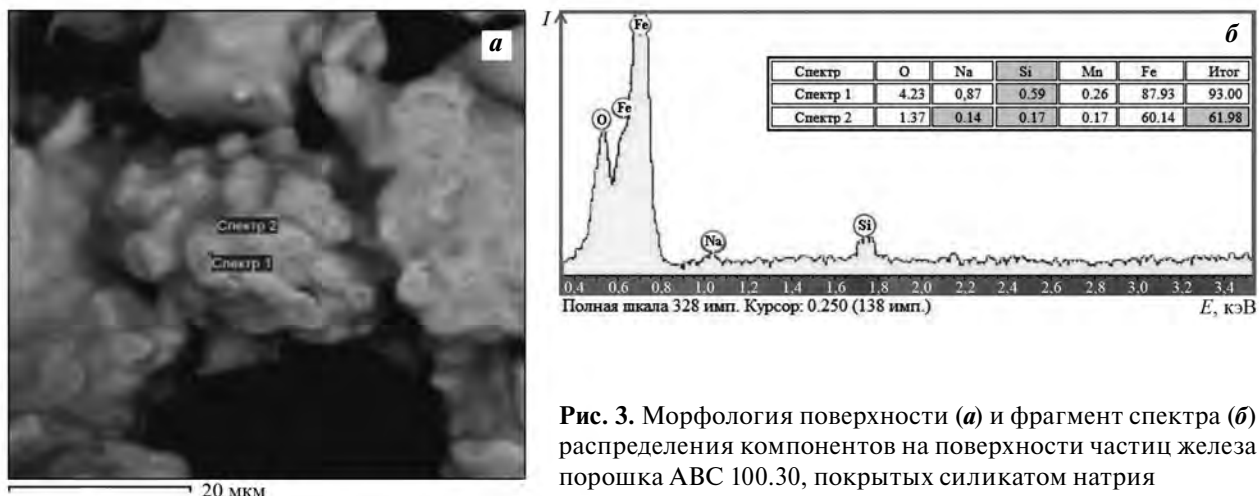 а
Спектр 2
Спектр 1
20 мкм
I
б
Fe
Fe
O
Na
Si
Спектр O Na Si Mn Fe Итог
Спектр 1 4.23 0,87 0.59 0.26 87.93 93.00
Спектр 2 1.37 0.14 0.17 0.17 60.14 61.98
0.4 0.6 0.8 1.0 1.2 1.4 1.6 1.8 2.0 2.2 2.4 2.6 2.8 3.0 3.2 3.4
Полная шкала 328 имп. Курсор: 0.250 (138 имп.)
E, кэВ
Рис. 3. Морфология поверхности (а) и фрагмент спектра (б)
распределения компонентов на поверхности частиц железа
порошка АВС 100.30, покрытых силикатом натрия